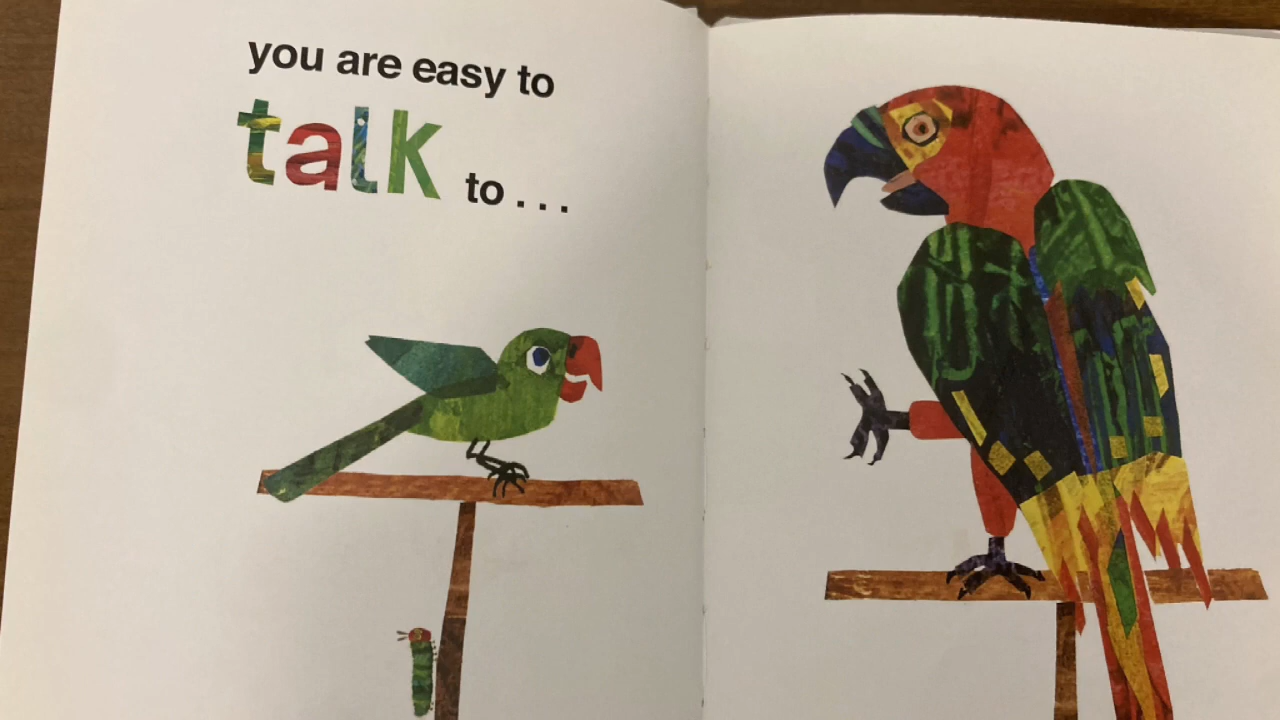 you are easy to
talk to . . .